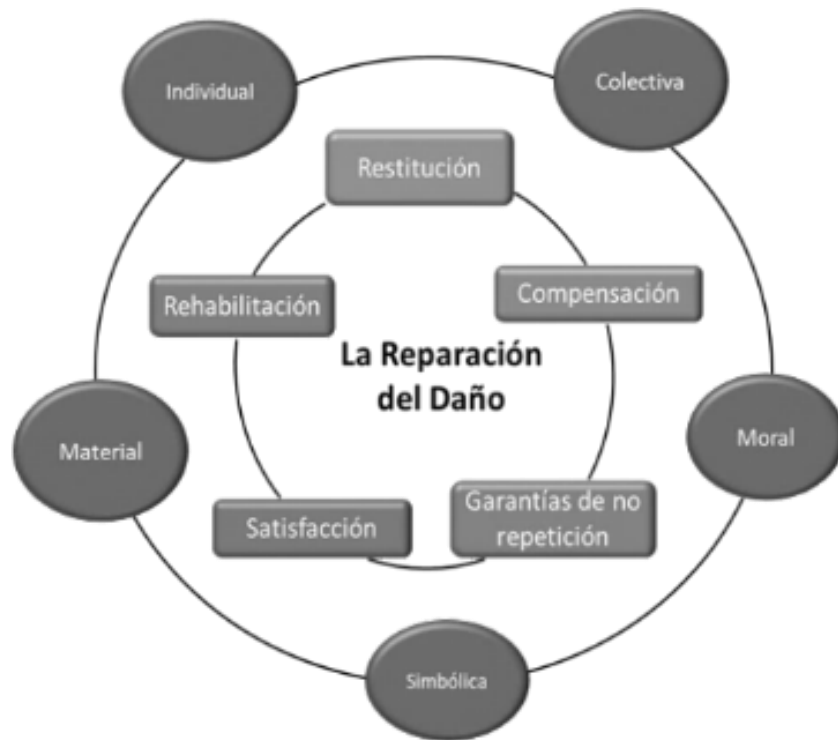 Individual
Colectiva
Restitución
Rehabilitación
Compensación
La Reparación
del Daño
Material
Moral
Satisfacción
Garantías de no
repetición
Simbólica